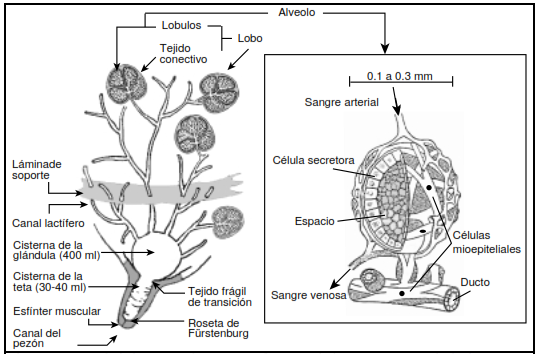 Alveolo
Lobulos
Lobo
Tejido
conectivo
Láminade
soporte
Canal lactífero
Cisterna de la
glándula (400 ml)
Cisterna de la
teta (30-40 ml)
Esfínter muscular
Canal del
pezón
Tejido frágil
de transición
Roseta de
Fürstenburg
0.1 a 0.3 mm
Sangre arterial
Célula secretora
Espacio
Células
mioepiteliales
Sangre venosa
Ducto